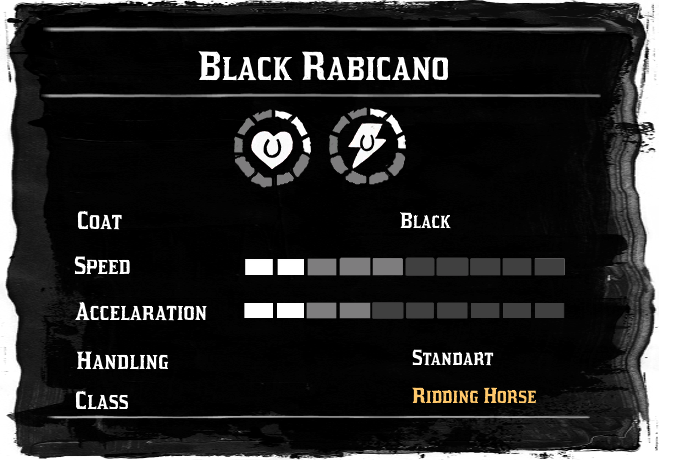 Black Rabicano
Coat Black
Speed
Accelaration
Handling Standart
Class Ridding Horse